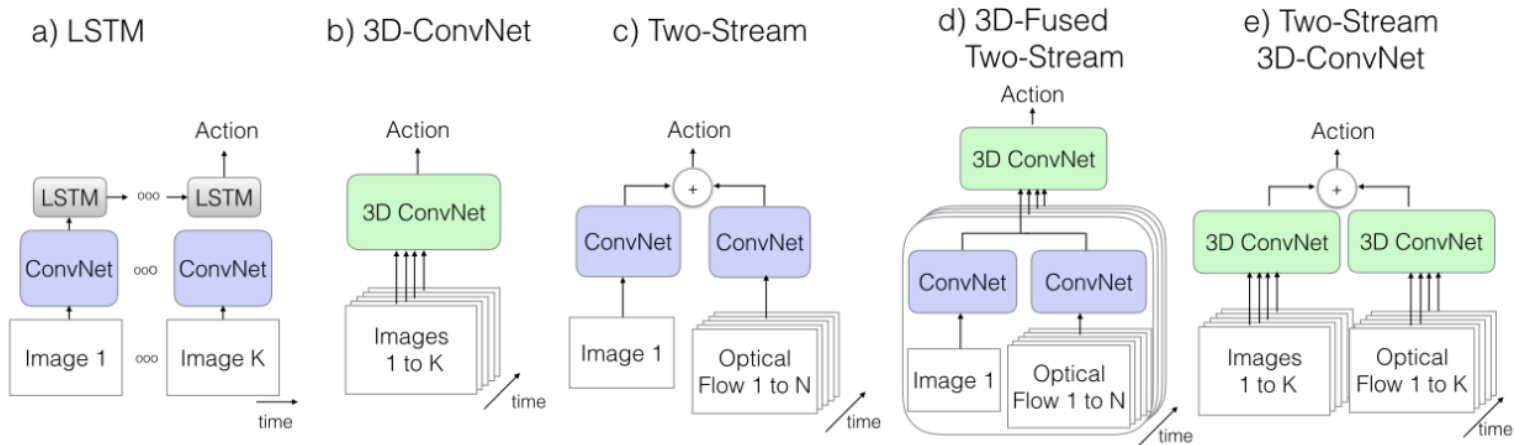 a) LSTM
Action
LSTM
ooo
LSTM
ConvNet
ooo
ConvNet
Image 1
ooo
Image K
time
b) 3D-ConvNet
Action
3D ConvNet
Images
1 to K
time
c) Two-Stream
Action
+
ConvNet
ConvNet
Image 1
Optical
Flow 1 to N
time
d) 3D-Fused
Two-Stream
Action
3D ConvNet
ConvNet
ConvNet
Image 1
Optical
Flow 1 to N
time
e) Two-Stream
3D-ConvNet
Action
+
3D ConvNet
3D ConvNet
Images
1 to K
Optical
Flow 1 to K
time